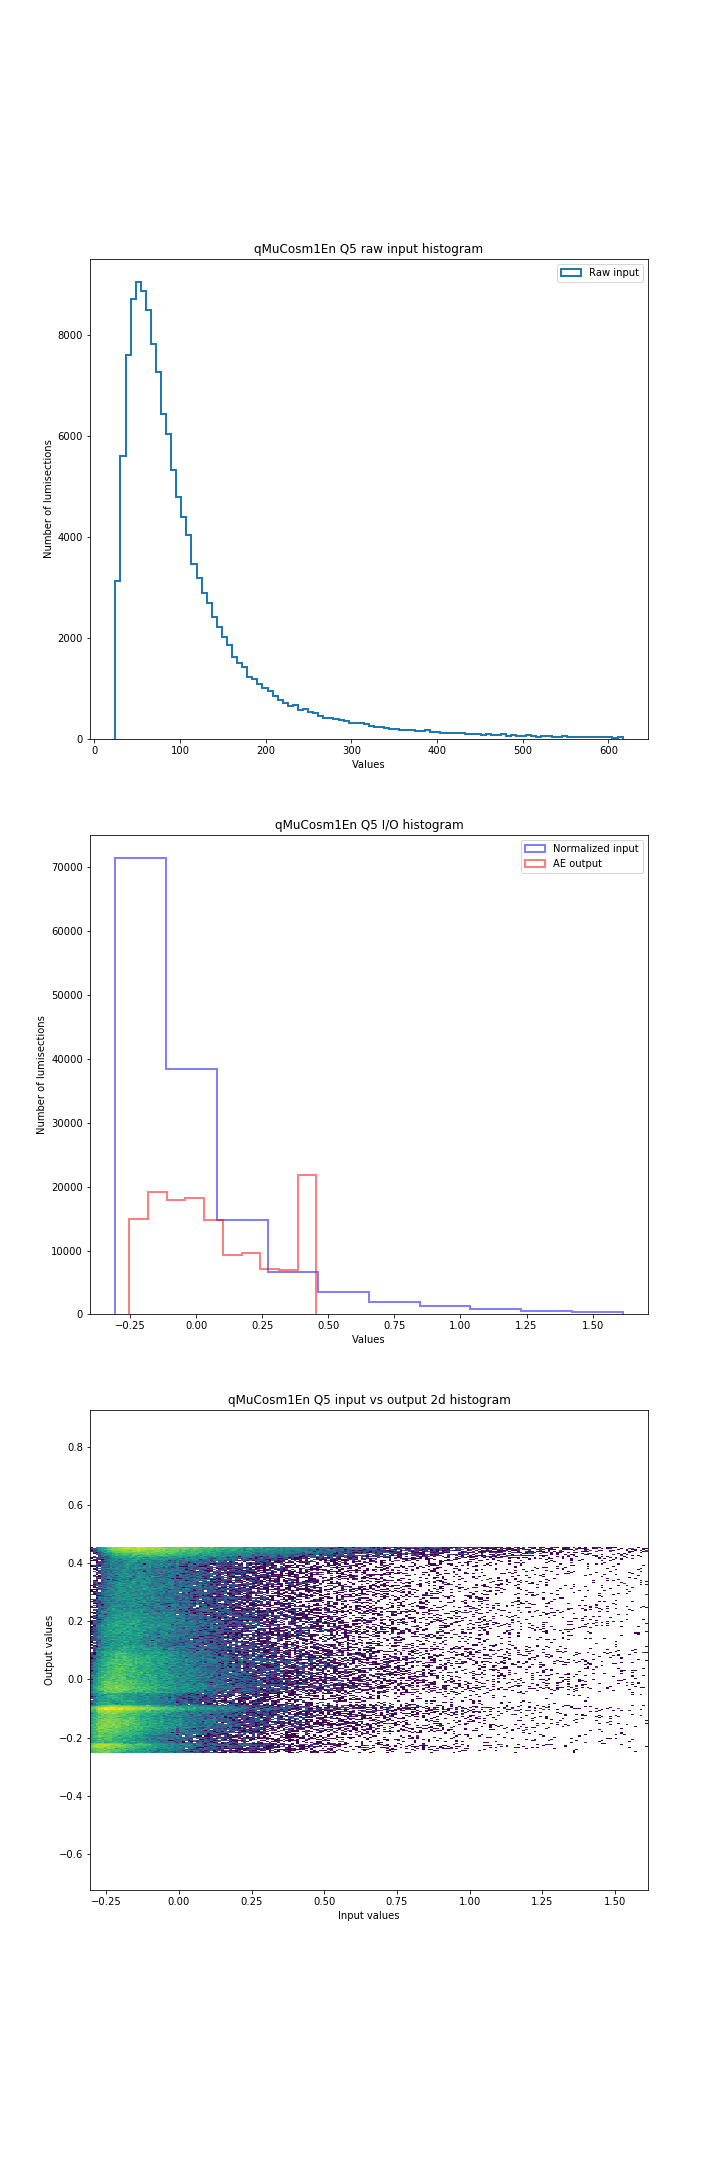 qMuCosm1En Q5 raw input histogram
Raw input
Number of lumisections
8000
6000
4000
2000
0
0 100 200 300 400 500 600
Values
qMuCosm1En Q5 I/O histogram
Normalized input
AE output
Number of lumisections
70000
60000
50000
40000
30000
20000
10000
0
−0.25 0.00 0.25 0.50 0.75 1.00 1.25 1.50
Values
qMuCosm1En Q5 input vs output 2d histogram
Output values
0.8
0.6
0.4
0.2
0.0
−0.2
−0.4
−0.6
−0.25 0.00 0.25 0.50 0.75 1.00 1.25 1.50
Input values